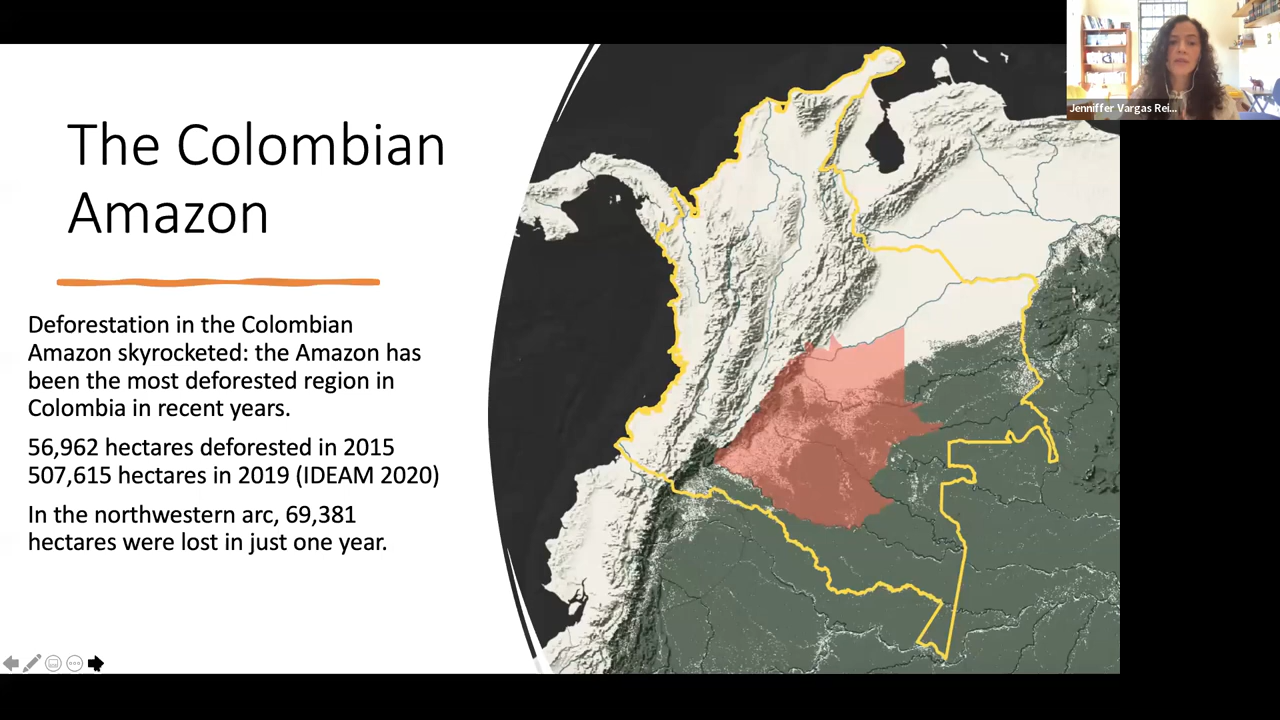 The Colombian
Amazon
Deforestation in the Colombian
Amazon skyrocketed: the Amazon has
been the most deforested region in
Colombia in recent years.
56,962 hectares deforested in 2015
507,615 hectares in 2019 (IDEAM 2020)
In the northwestern arc, 69,381
hectares were lost in just one year.
Jenniffer Vargas Rei...